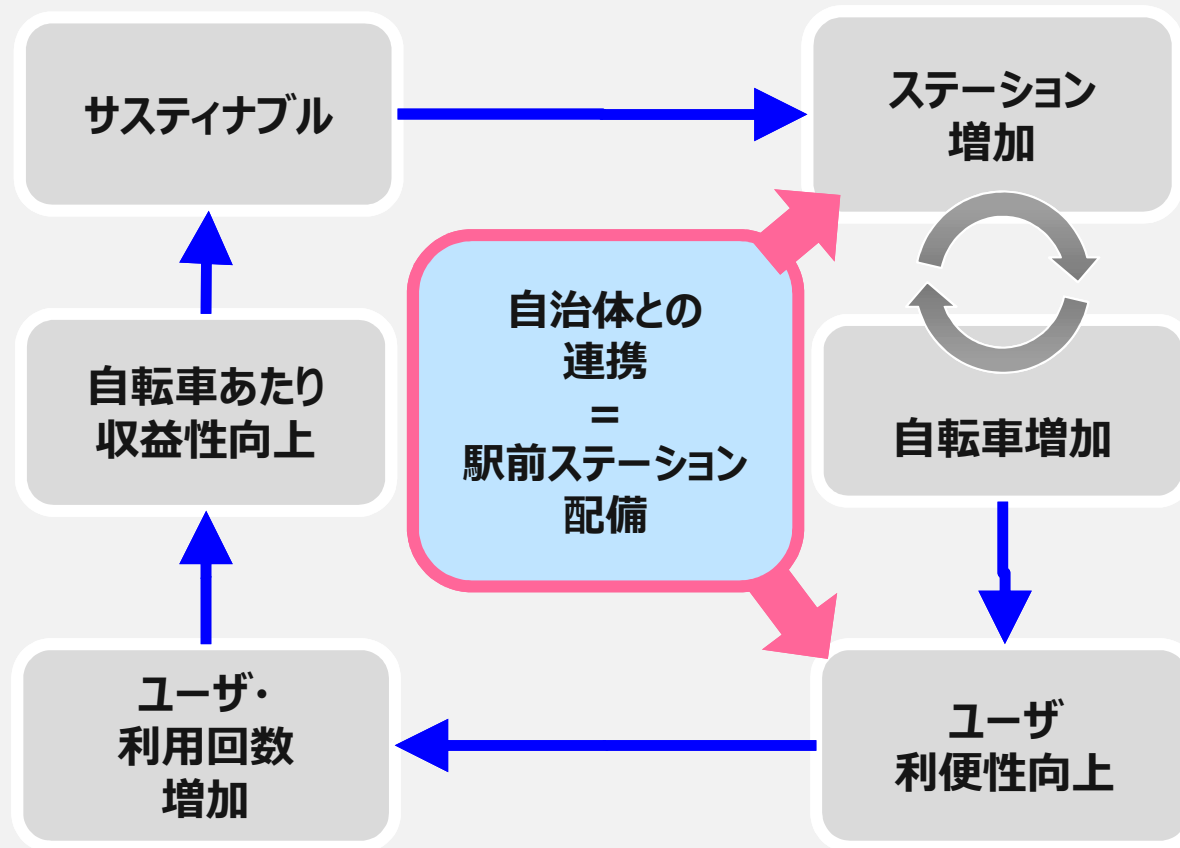 サスティナブル
ステーション
増加
自治体との
連携
=
駅前ステーション
配備
自転車あたり
収益性向上
自転車増加
ユーザ・
利用回数
増加
ユーザ
利便性向上